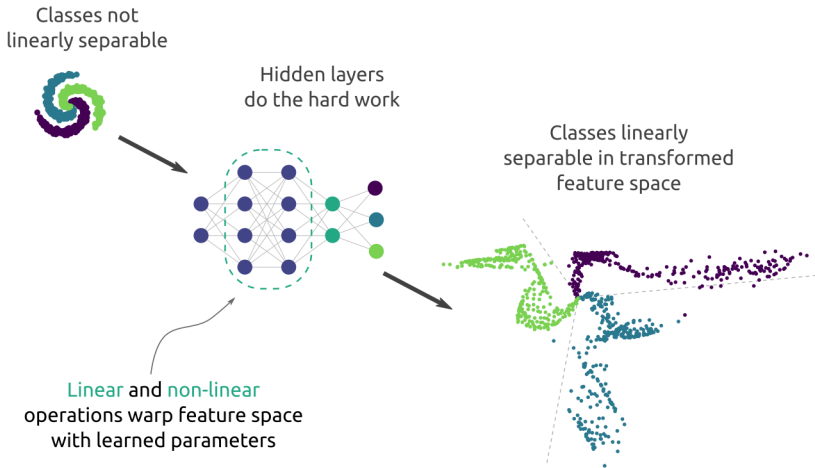 Classes not
linearly separable
Hidden layers
do the hard work
Classes linearly
separable in transformed
feature space
Linear and non-linear
operations warp feature space
with learned parameters